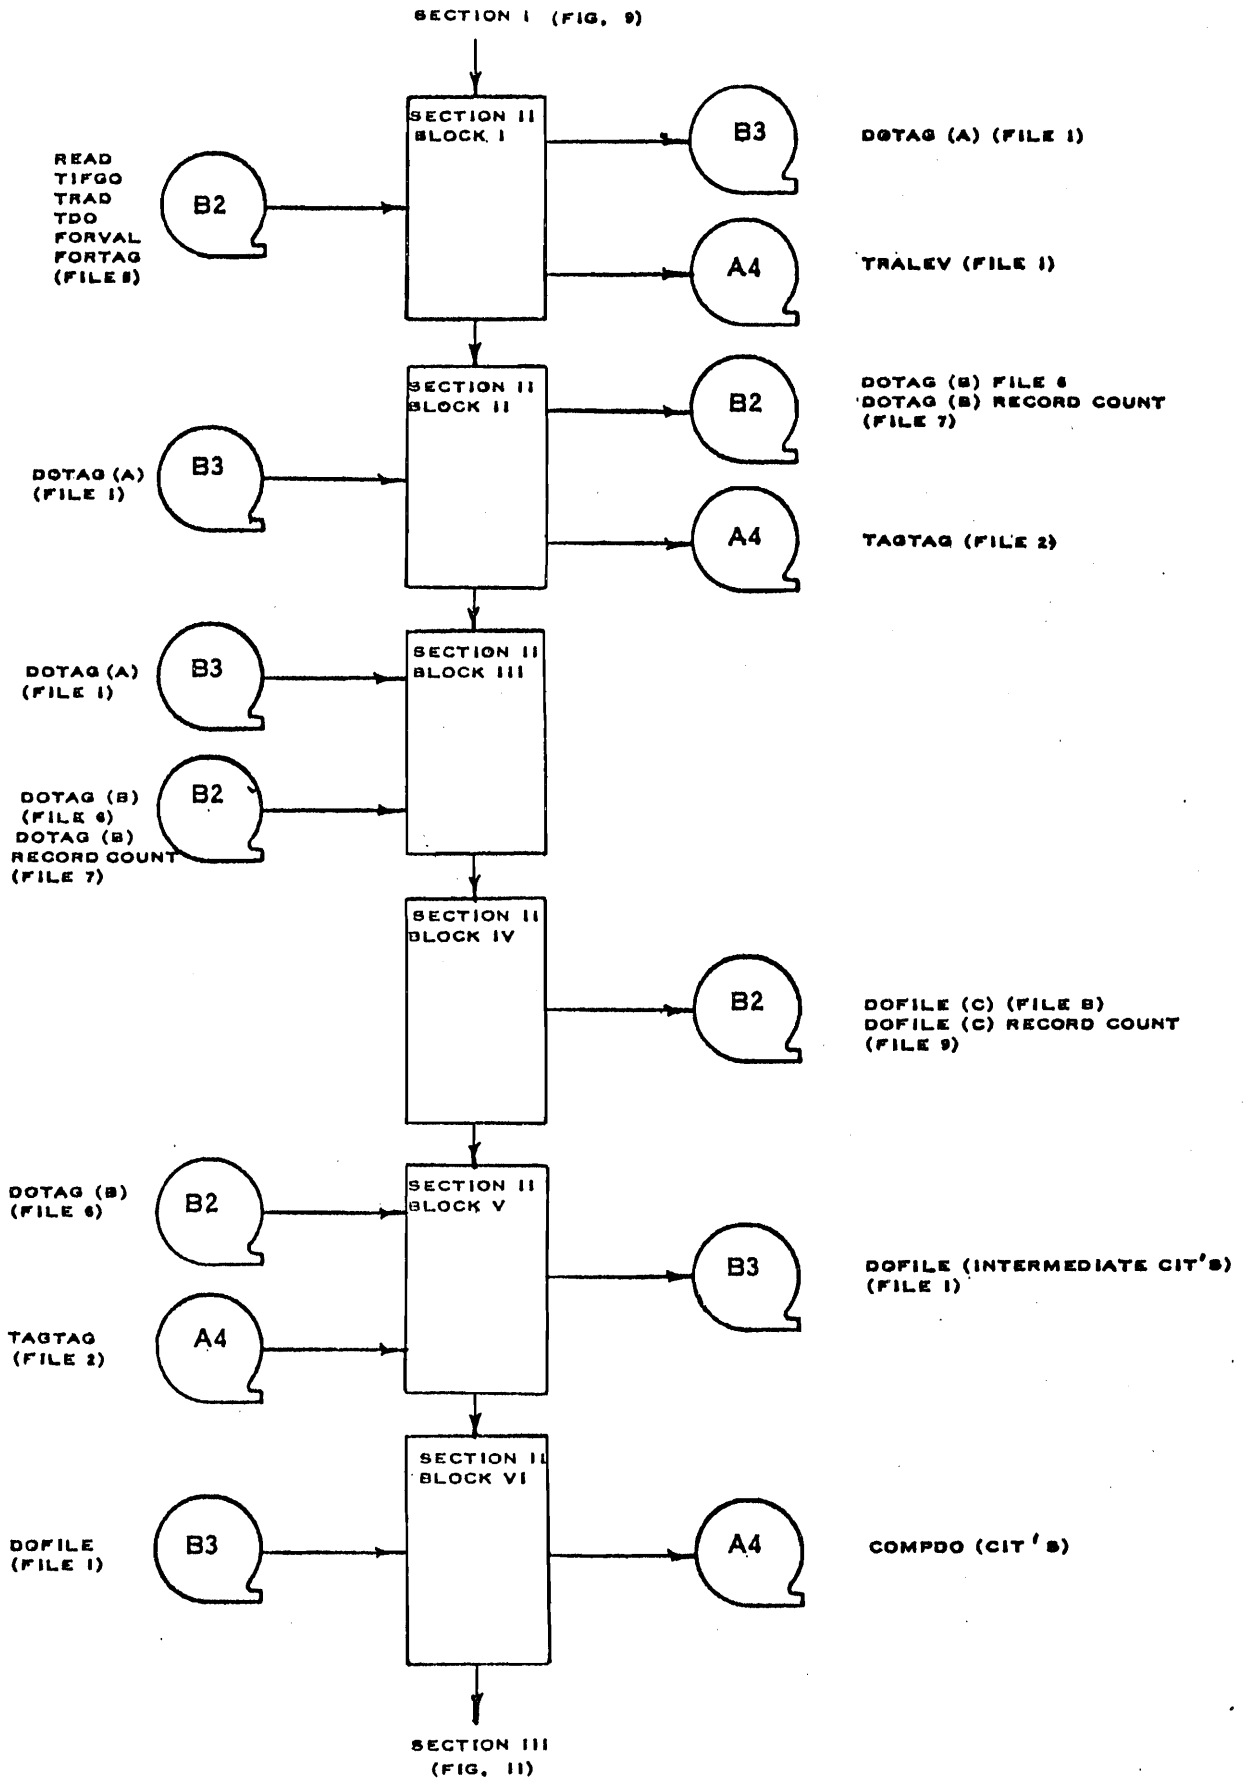 SECTION I (FIG. 9)
SECTION II
BLOCK I
READ
TIFGO
TRAD
TDO
FORVAL
FORTAG
B2
B3
DOTAG (A) (FILE 1)
A4
TRALEV (FILE 1)
SECTION II
BLOCK II
DOTAG (A)
(FILE 1)
B3
B2
DOTAG (B) FILE 6
DOTAG (B) RECORD COUNT
(FILE 7)
A4
TAGTAG (FILE 2)
SECTION II
BLOCK III
DOTAG (A)
(FILE 1)
B3
DOTAG (B)
(FILE 6)
DOTAG (B)
RECORD COUNT
(FILE 7)
B2
SECTION II
BLOCK IV
B2
DOFILE (C) (FILE 8)
DOFILE (C) RECORD COUNT
(FILE 9)
SECTION II
BLOCK V
DOTAG (B)
(FILE 6)
B2
TAGTAG
(FILE 2)
A4
B3
DOFILE (INTERMEDIATE CIT'S)
(FILE 1)
SECTION II
BLOCK VI
DOFILE
(FILE 1)
B3
A4
COMPDO (CIT'S)
SECTION III
(FIG. 11)